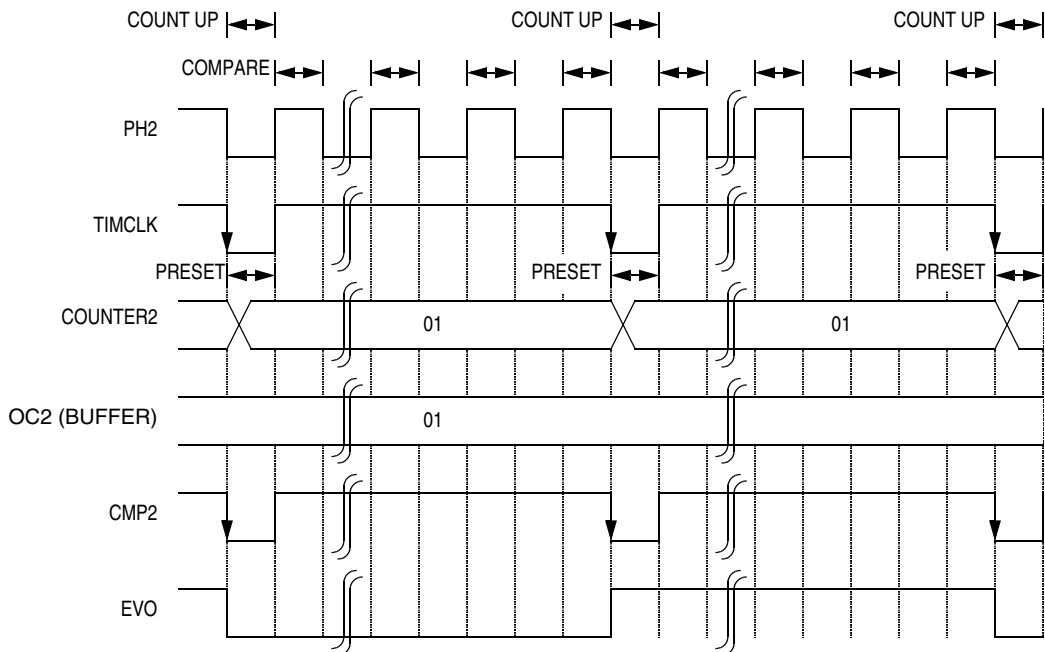 COUNT UP COUNT UP COUNT UP
COMPARE
PH2
TIMCLK
PRESET PRESET PRESET
COUNTER2 01 01
OC2 (BUFFER) 01
CMP2
EVO